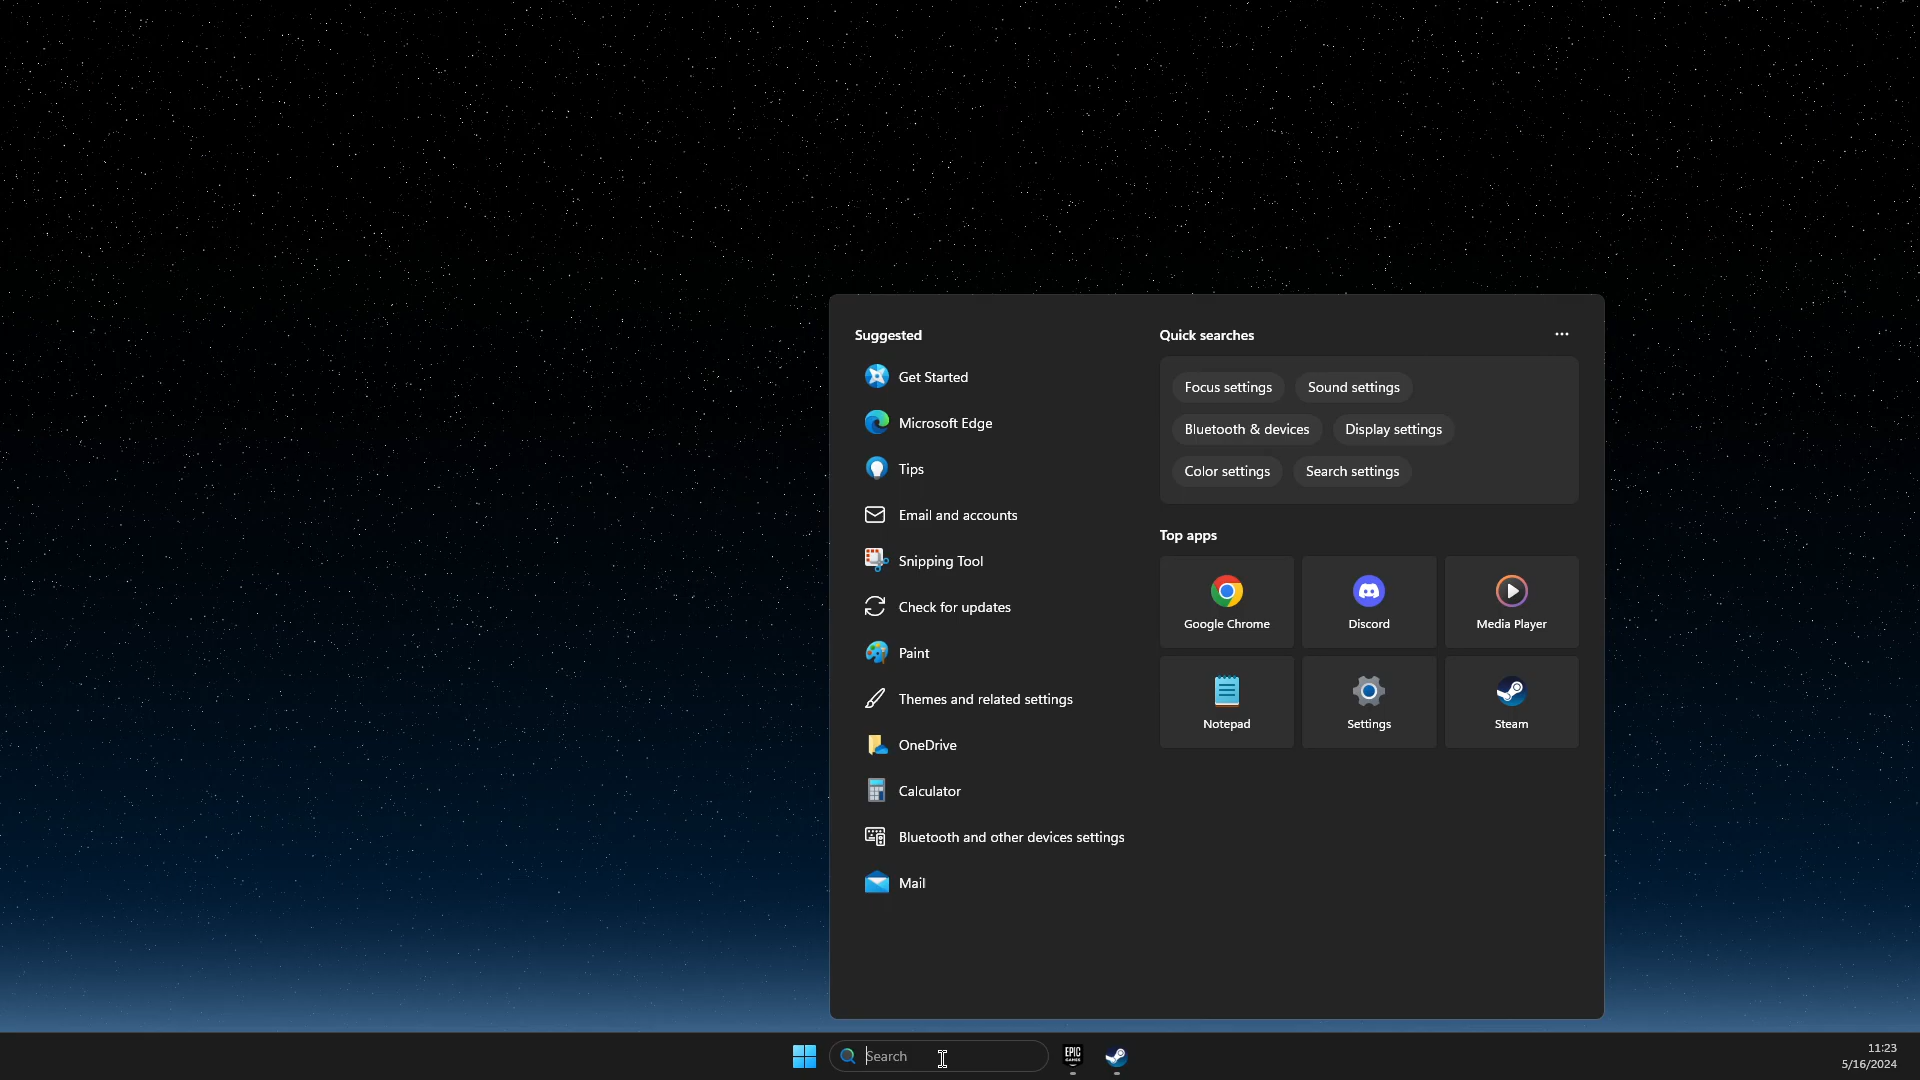 Suggested
Get Started
Microsoft Edge
Tips
Email and accounts
Snipping Tool
Check for updates
Paint
Themes and related settings
OneDrive
Calculator
Bluetooth and other devices settings
Mail
Quick searches
Focus settings
Sound settings
Bluetooth & devices
Display settings
Color settings
Search settings
Top apps
Google Chrome
Discord
Media Player
Notepad
Settings
Steam
Search
EPIC
GAMES
11:23
5/16/2024